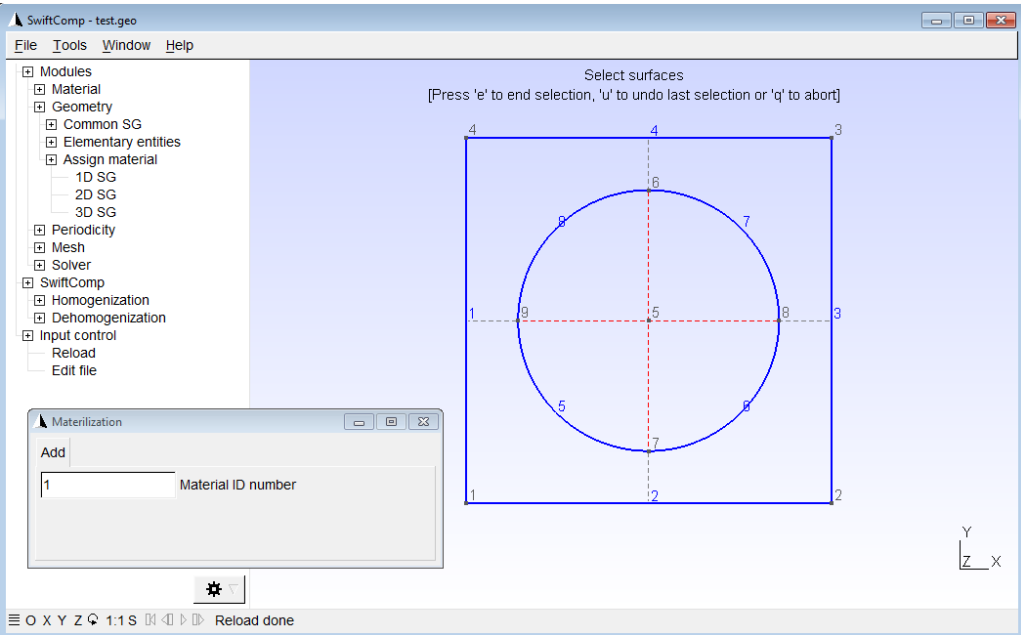 SwiftComp - test.geo
File Tools Window Help
Modules
Material
Geometry
Common SG
Elementary entities
Assign material
1D SG
2D SG
3D SG
Periodicity
Mesh
Solver
SwiftComp
Homogenization
Dehomogenization
Input control
Reload
Edit file
Select surfaces
[Press 'e' to end selection, 'u' to undo last selection or 'q' to abort]
4 4 3
6
8 7
1 9 5 8 3
5 6
7
1 2 2
Y
Z X
Materilization
Add
1 Material ID number
O X Y Z 1:1 S Reload done